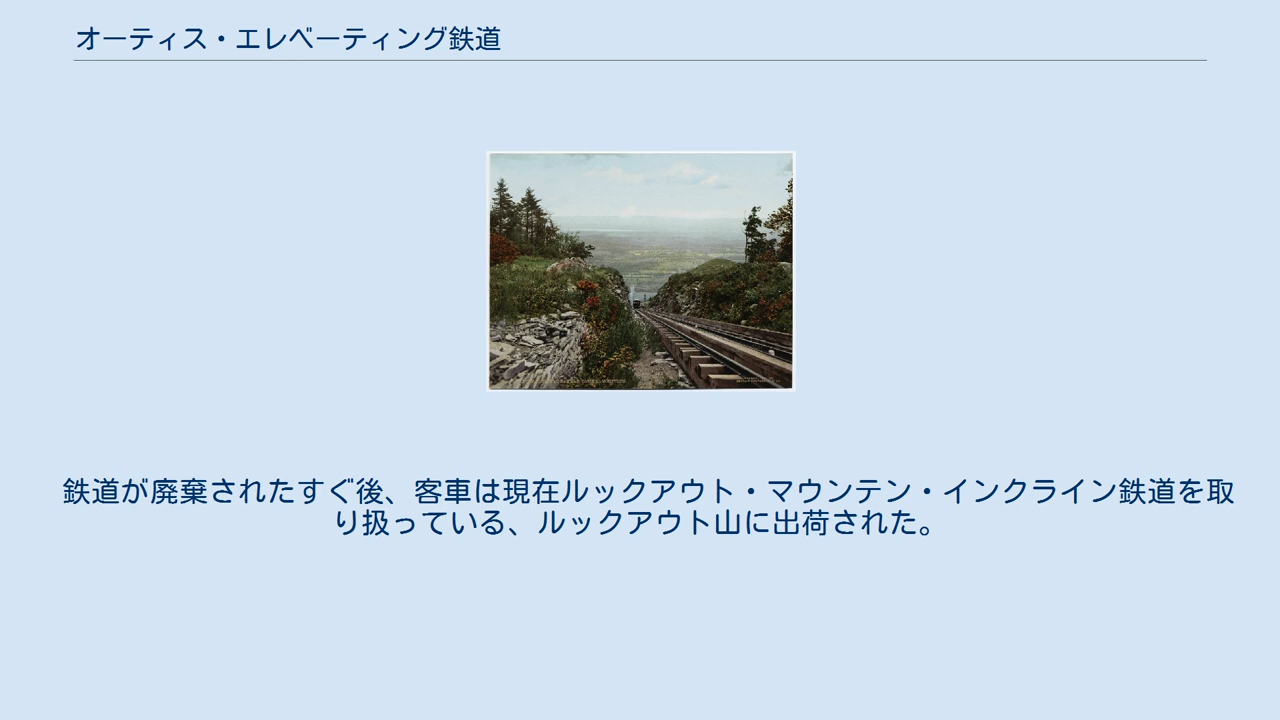 オーティス・エレベーティング鉄道
鉄道が廃棄されたすぐ後、客車は現在ルックアウト・マウンテン・インクライン鉄道を取
り扱っている、ルックアウト山に出荷された。